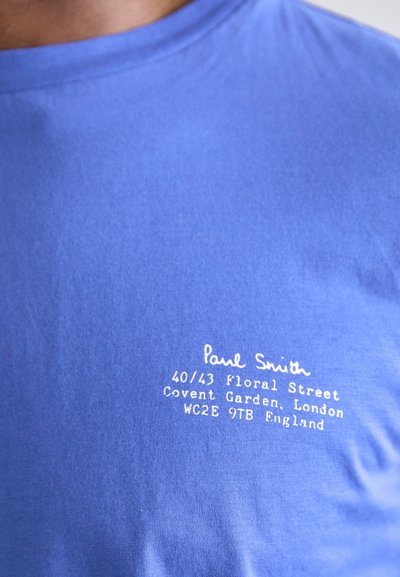 Paul Smith
40/43 Floral Street
Covent Garden, London
WC2E 9TB England